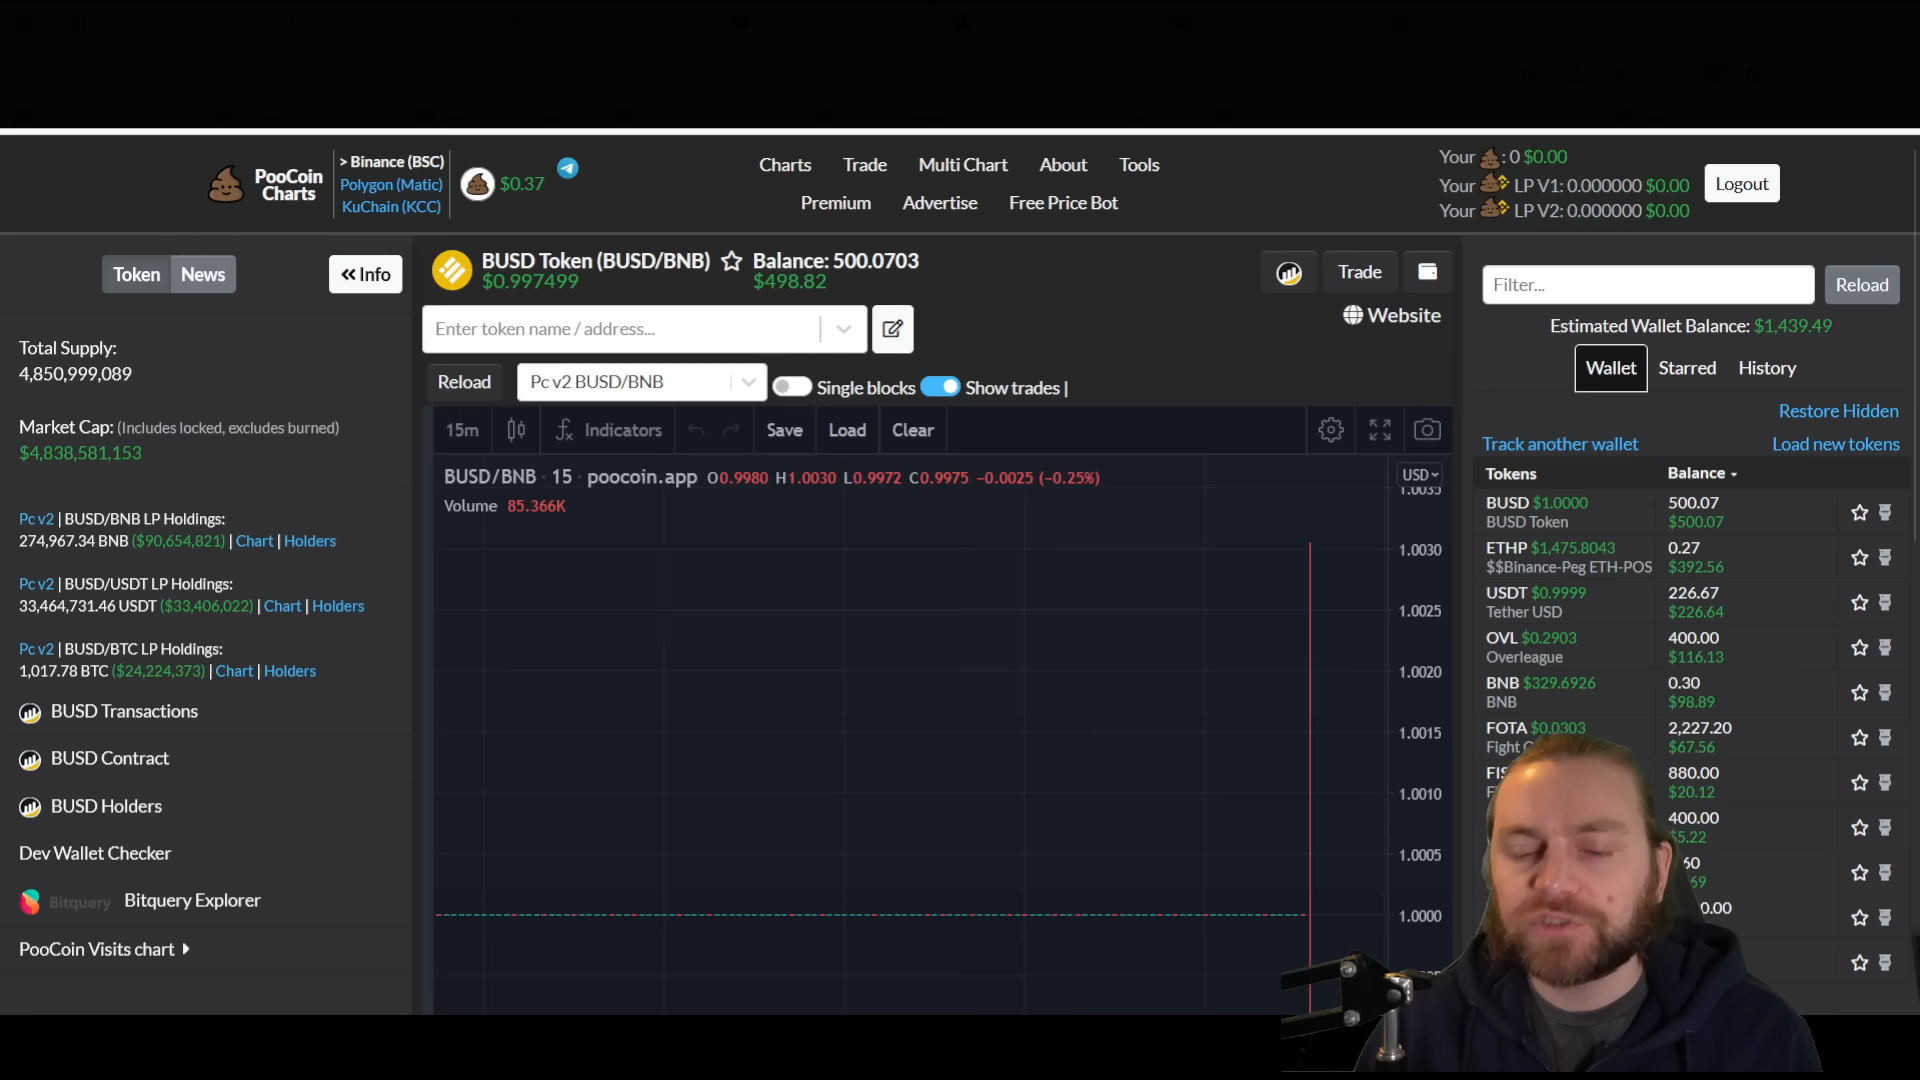 PooCoin
Charts
> Binance (BSC)
Polygon (Matic)
KuChain (KCC)
$0.37
Charts
Trade
Multi Chart
About
Tools
Premium
Advertise
Free Price Bot
Your : 0 $0.00
Your LP V1: 0.000000 $0.00
Your LP V2: 0.000000 $0.00
Logout
Token
News
Info
Total Supply:
4,850,999,089
Market Cap: (Includes locked, excludes burned)
$4,838,581,153
Pc v2 | BUSD/BNB LP Holdings:
274,967.34 BNB ($90,654,821) | Chart | Holders
Pc v2 | BUSD/USDT LP Holdings:
33,464,731.46 USDT ($33,406,022) | Chart | Holders
Pc v2 | BUSD/BTC LP Holdings:
1,017.78 BTC ($24,224,373) | Chart | Holders
BUSD Transactions
BUSD Contract
BUSD Holders
Dev Wallet Checker
Bitquery Bitquery Explorer
PooCoin Visits chart
BUSD Token (BUSD/BNB)
$0.997499
Balance: 500.0703
$498.82
Trade
Website
Enter token name / address...
Reload
Pc v2 BUSD/BNB
Single blocks
Show trades |
15m
Indicators
Save
Load
Clear
BUSD/BNB · 15 · poocoin.app O0.9980 H1.0030 L0.9972 C0.9975 −0.0025 (−0.25%)
Volume 85.366K
USD
1.0035
1.0030
1.0025
1.0020
1.0015
1.0010
1.0005
1.0000
Filter...
Reload
Estimated Wallet Balance: $1,439.49
Wallet
Starred
History
Restore Hidden
Track another wallet
Load new tokens
Tokens
Balance
BUSD $1.0000 500.07
BUSD Token $500.07
ETHP $1,475.8043 0.27
$$Binance-Peg ETH-POS $392.56
USDT $0.9999 226.67
Tether USD $226.64
OVL $0.2903 400.00
Overleague $116.13
BNB $329.6926 0.30
BNB $98.89
FOTA $0.0303 2,227.20
Fight $67.56
880.00
$20.12
400.00
$5.22